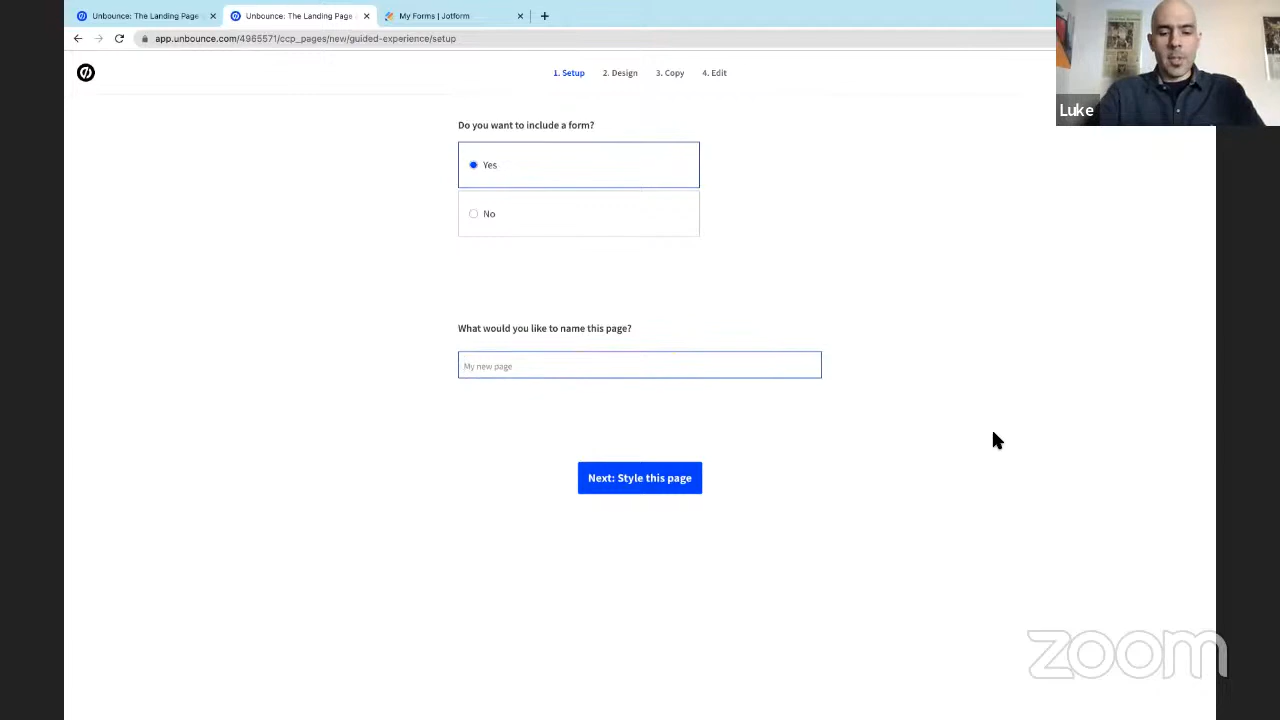 Unbounce: The Landing Page
Unbounce: The Landing Page
My Forms | Jotform
app.unbounce.com/4965571/ccp_pages/new/guided-experience/setup
1. Setup
2. Design
3. Copy
4. Edit
Luke
Do you want to include a form?
Yes
No
What would you like to name this page?
My new page
Next: Style this page
zoom